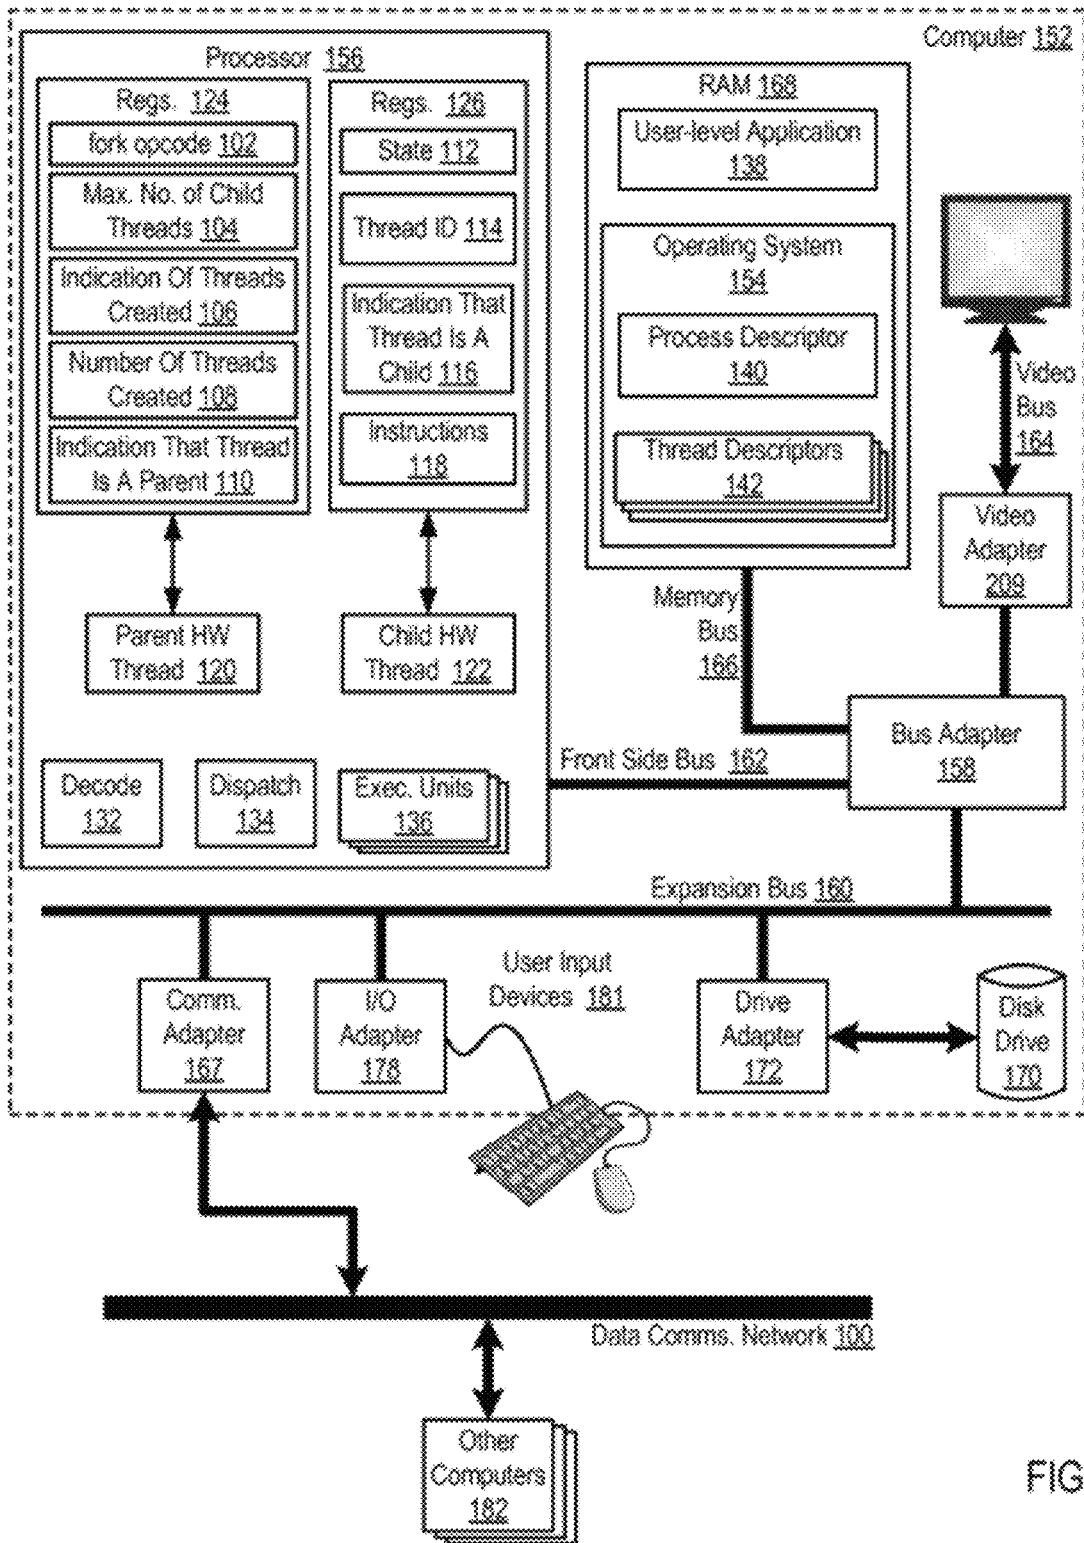 Computer 152
Processor 156
Regs. 124
fork opcode 102
Max. No. of Child
Threads 104
Indication Of Threads
Created 106
Number Of Threads
Created 108
Indication That Thread
Is A Parent 110
Regs. 126
State 112
Thread ID 114
Indication That
Thread Is A
Child 116
Instructions
118
Parent HW
Thread 120
Child HW
Thread 122
Decode
132
Dispatch
134
Exec. Units
136
RAM 168
User-level Application
138
Operating System
154
Process Descriptor
140
Thread Descriptors
142
Video
Bus
164
Video
Adapter
209
Memory
Bus
166
Bus Adapter
158
Front Side Bus 162
Expansion Bus 160
Comm.
Adapter
167
I/O
Adapter
178
User Input
Devices 181
Drive
Adapter
172
Disk
Drive
170
Data Comms. Network 100
Other
Computers
182
FIG